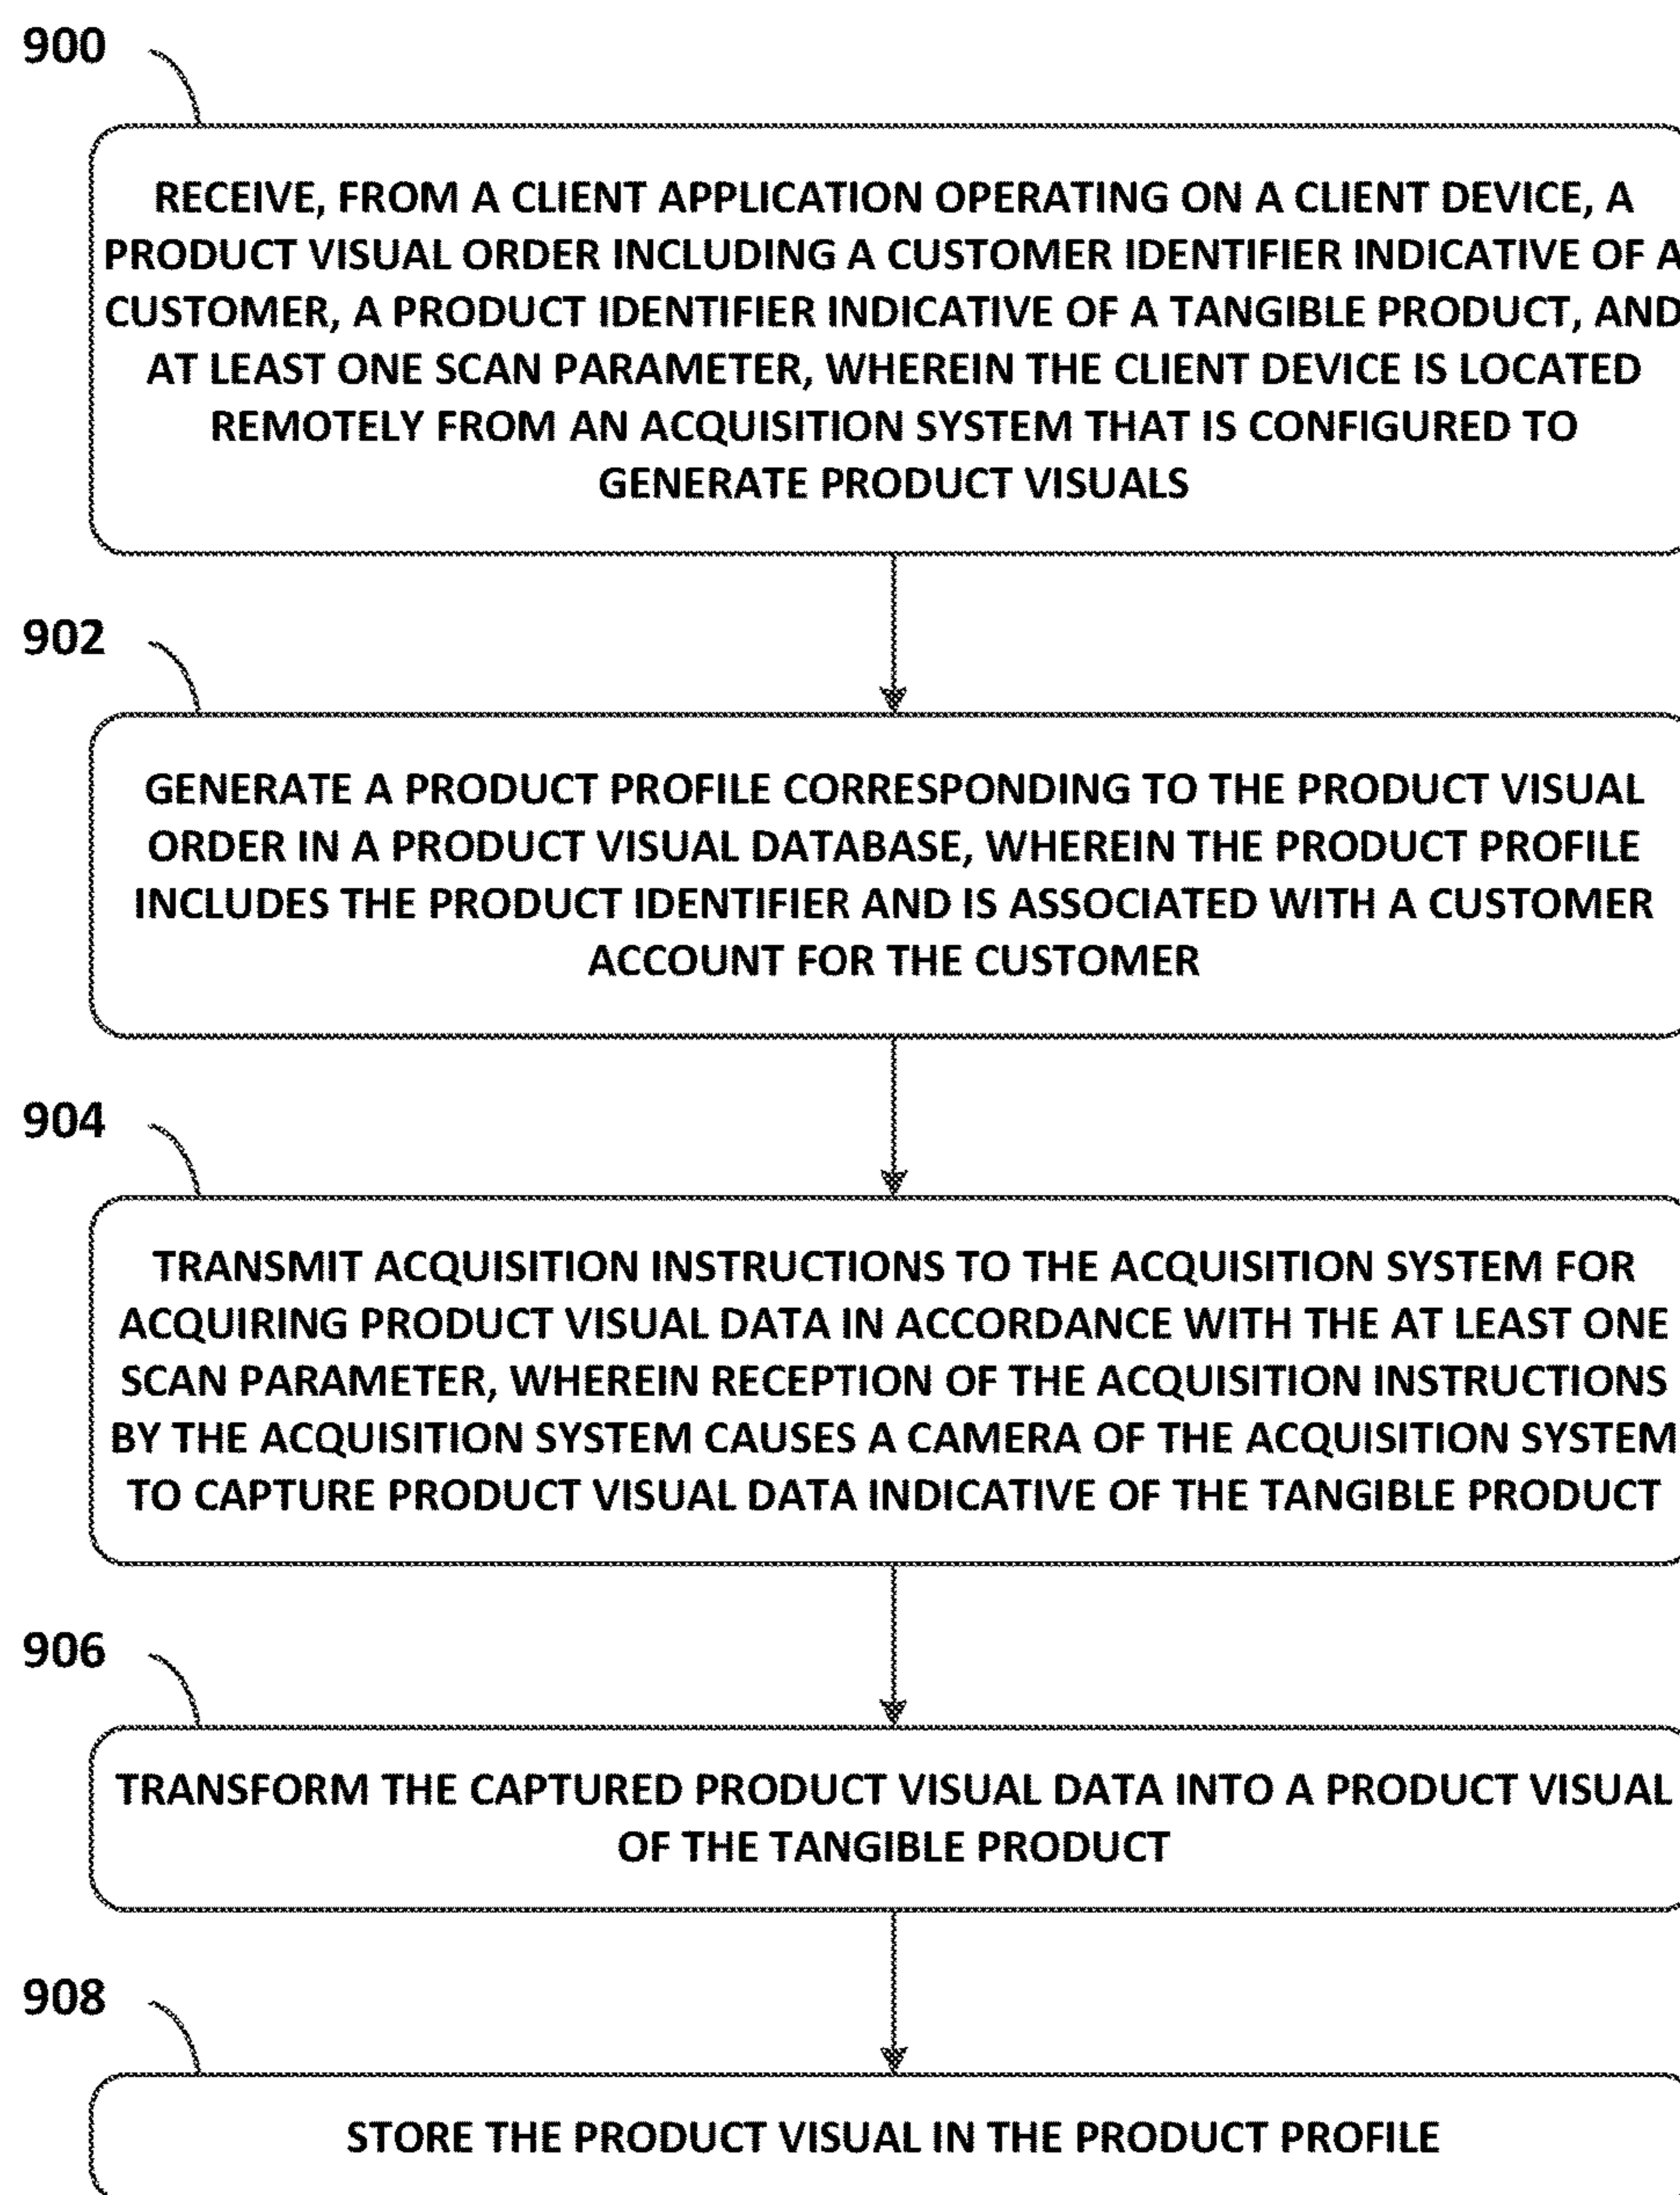 900
RECEIVE, FROM A CLIENT APPLICATION OPERATING ON A CLIENT DEVICE, A
PRODUCT VISUAL ORDER INCLUDING A CUSTOMER IDENTIFIER INDICATIVE OF A
CUSTOMER, A PRODUCT IDENTIFIER INDICATIVE OF A TANGIBLE PRODUCT, AND
AT LEAST ONE SCAN PARAMETER, WHEREIN THE CLIENT DEVICE IS LOCATED
REMOTELY FROM AN ACQUISITION SYSTEM THAT IS CONFIGURED TO
GENERATE PRODUCT VISUALS
902
GENERATE A PRODUCT PROFILE CORRESPONDING TO THE PRODUCT VISUAL
ORDER IN A PRODUCT VISUAL DATABASE, WHEREIN THE PRODUCT PROFILE
INCLUDES THE PRODUCT IDENTIFIER AND IS ASSOCIATED WITH A CUSTOMER
ACCOUNT FOR THE CUSTOMER
904
TRANSMIT ACQUISITION INSTRUCTIONS TO THE ACQUISITION SYSTEM FOR
ACQUIRING PRODUCT VISUAL DATA IN ACCORDANCE WITH THE AT LEAST ONE
SCAN PARAMETER, WHEREIN RECEPTION OF THE ACQUISITION INSTRUCTIONS
BY THE ACQUISITION SYSTEM CAUSES A CAMERA OF THE ACQUISITION SYSTEM
TO CAPTURE PRODUCT VISUAL DATA INDICATIVE OF THE TANGIBLE PRODUCT
906
TRANSFORM THE CAPTURED PRODUCT VISUAL DATA INTO A PRODUCT VISUAL
OF THE TANGIBLE PRODUCT
908
STORE THE PRODUCT VISUAL IN THE PRODUCT PROFILE